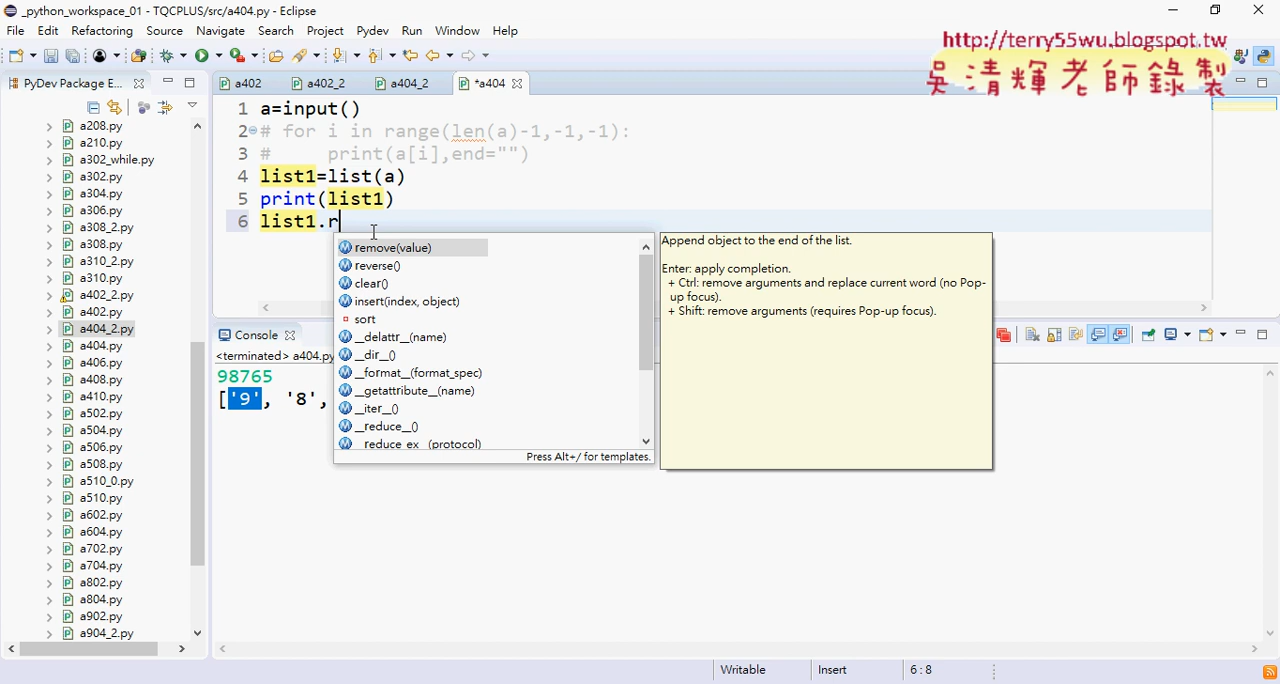 _python_workspace_01 - TQCPLUS/src/a404.py - Eclipse
File Edit Refactoring Source Navigate Search Project Pydev Run Window Help
http://terry55wu.blogspot.tw
吳清輝老師錄製
PyDev Package E...
a208.py
a210.py
a302_while.py
a302.py
a304.py
a306.py
a308_2.py
a308.py
a310_2.py
a310.py
a402_2.py
a402.py
a404_2.py
a404.py
a406.py
a408.py
a410.py
a502.py
a504.py
a506.py
a508.py
a510_0.py
a510.py
a602.py
a604.py
a702.py
a704.py
a802.py
a804.py
a902.py
a904_2.py
a402 a402_2 a404_2 *a404
1 a=input()
2 # for i in range(len(a)-1,-1,-1):
3 #     print(a[i],end="")
4 list1=list(a)
5 print(list1)
6 list1.r
remove(value)
reverse()
clear()
insert(index, object)
sort
__delattr__(name)
__dir__()
__format__(format_spec)
__getattribute__(name)
__iter__()
__reduce__()
__reduce_ex__(protocol)
Press Alt+/ for templates.
Append object to the end of the list.
Enter: apply completion.
+ Ctrl: remove arguments and replace current word (no Pop-
up focus).
+ Shift: remove arguments (requires Pop-up focus).
Console
<terminated> a404.py
98765
['9', '8',
Writable Insert 6 : 8